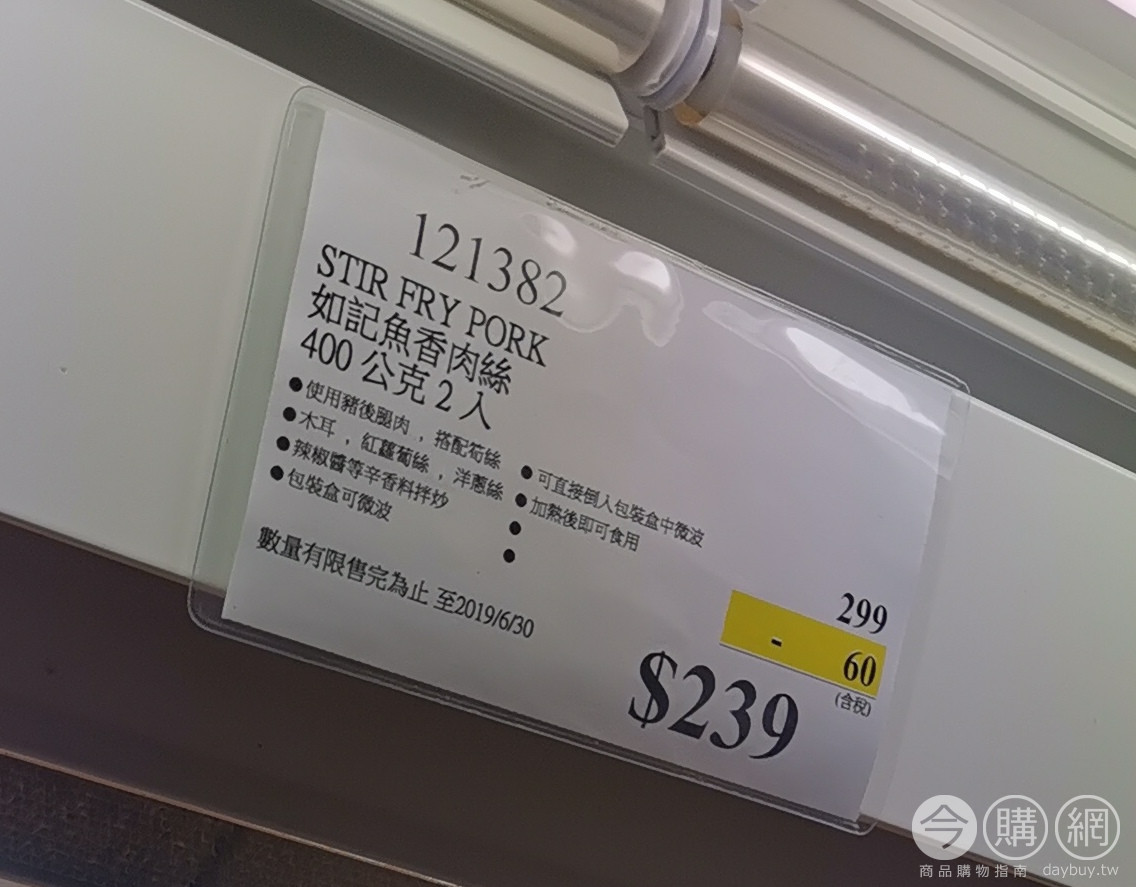 121382
STIR FRY PORK
如記魚香肉絲
400 公克 2 入
●使用豬後腿肉，搭配筍絲
●木耳，紅蘿蔔絲，洋蔥絲
●辣椒醬等辛香料拌炒
●包裝盒可微波
●可直接倒入包裝盒中微波
●加熱後即可食用
●
●
數量有限售完為止 至2019/6/30
299
- 60
(含稅)
$239
今購網
商品購物指南 daybuy.tw